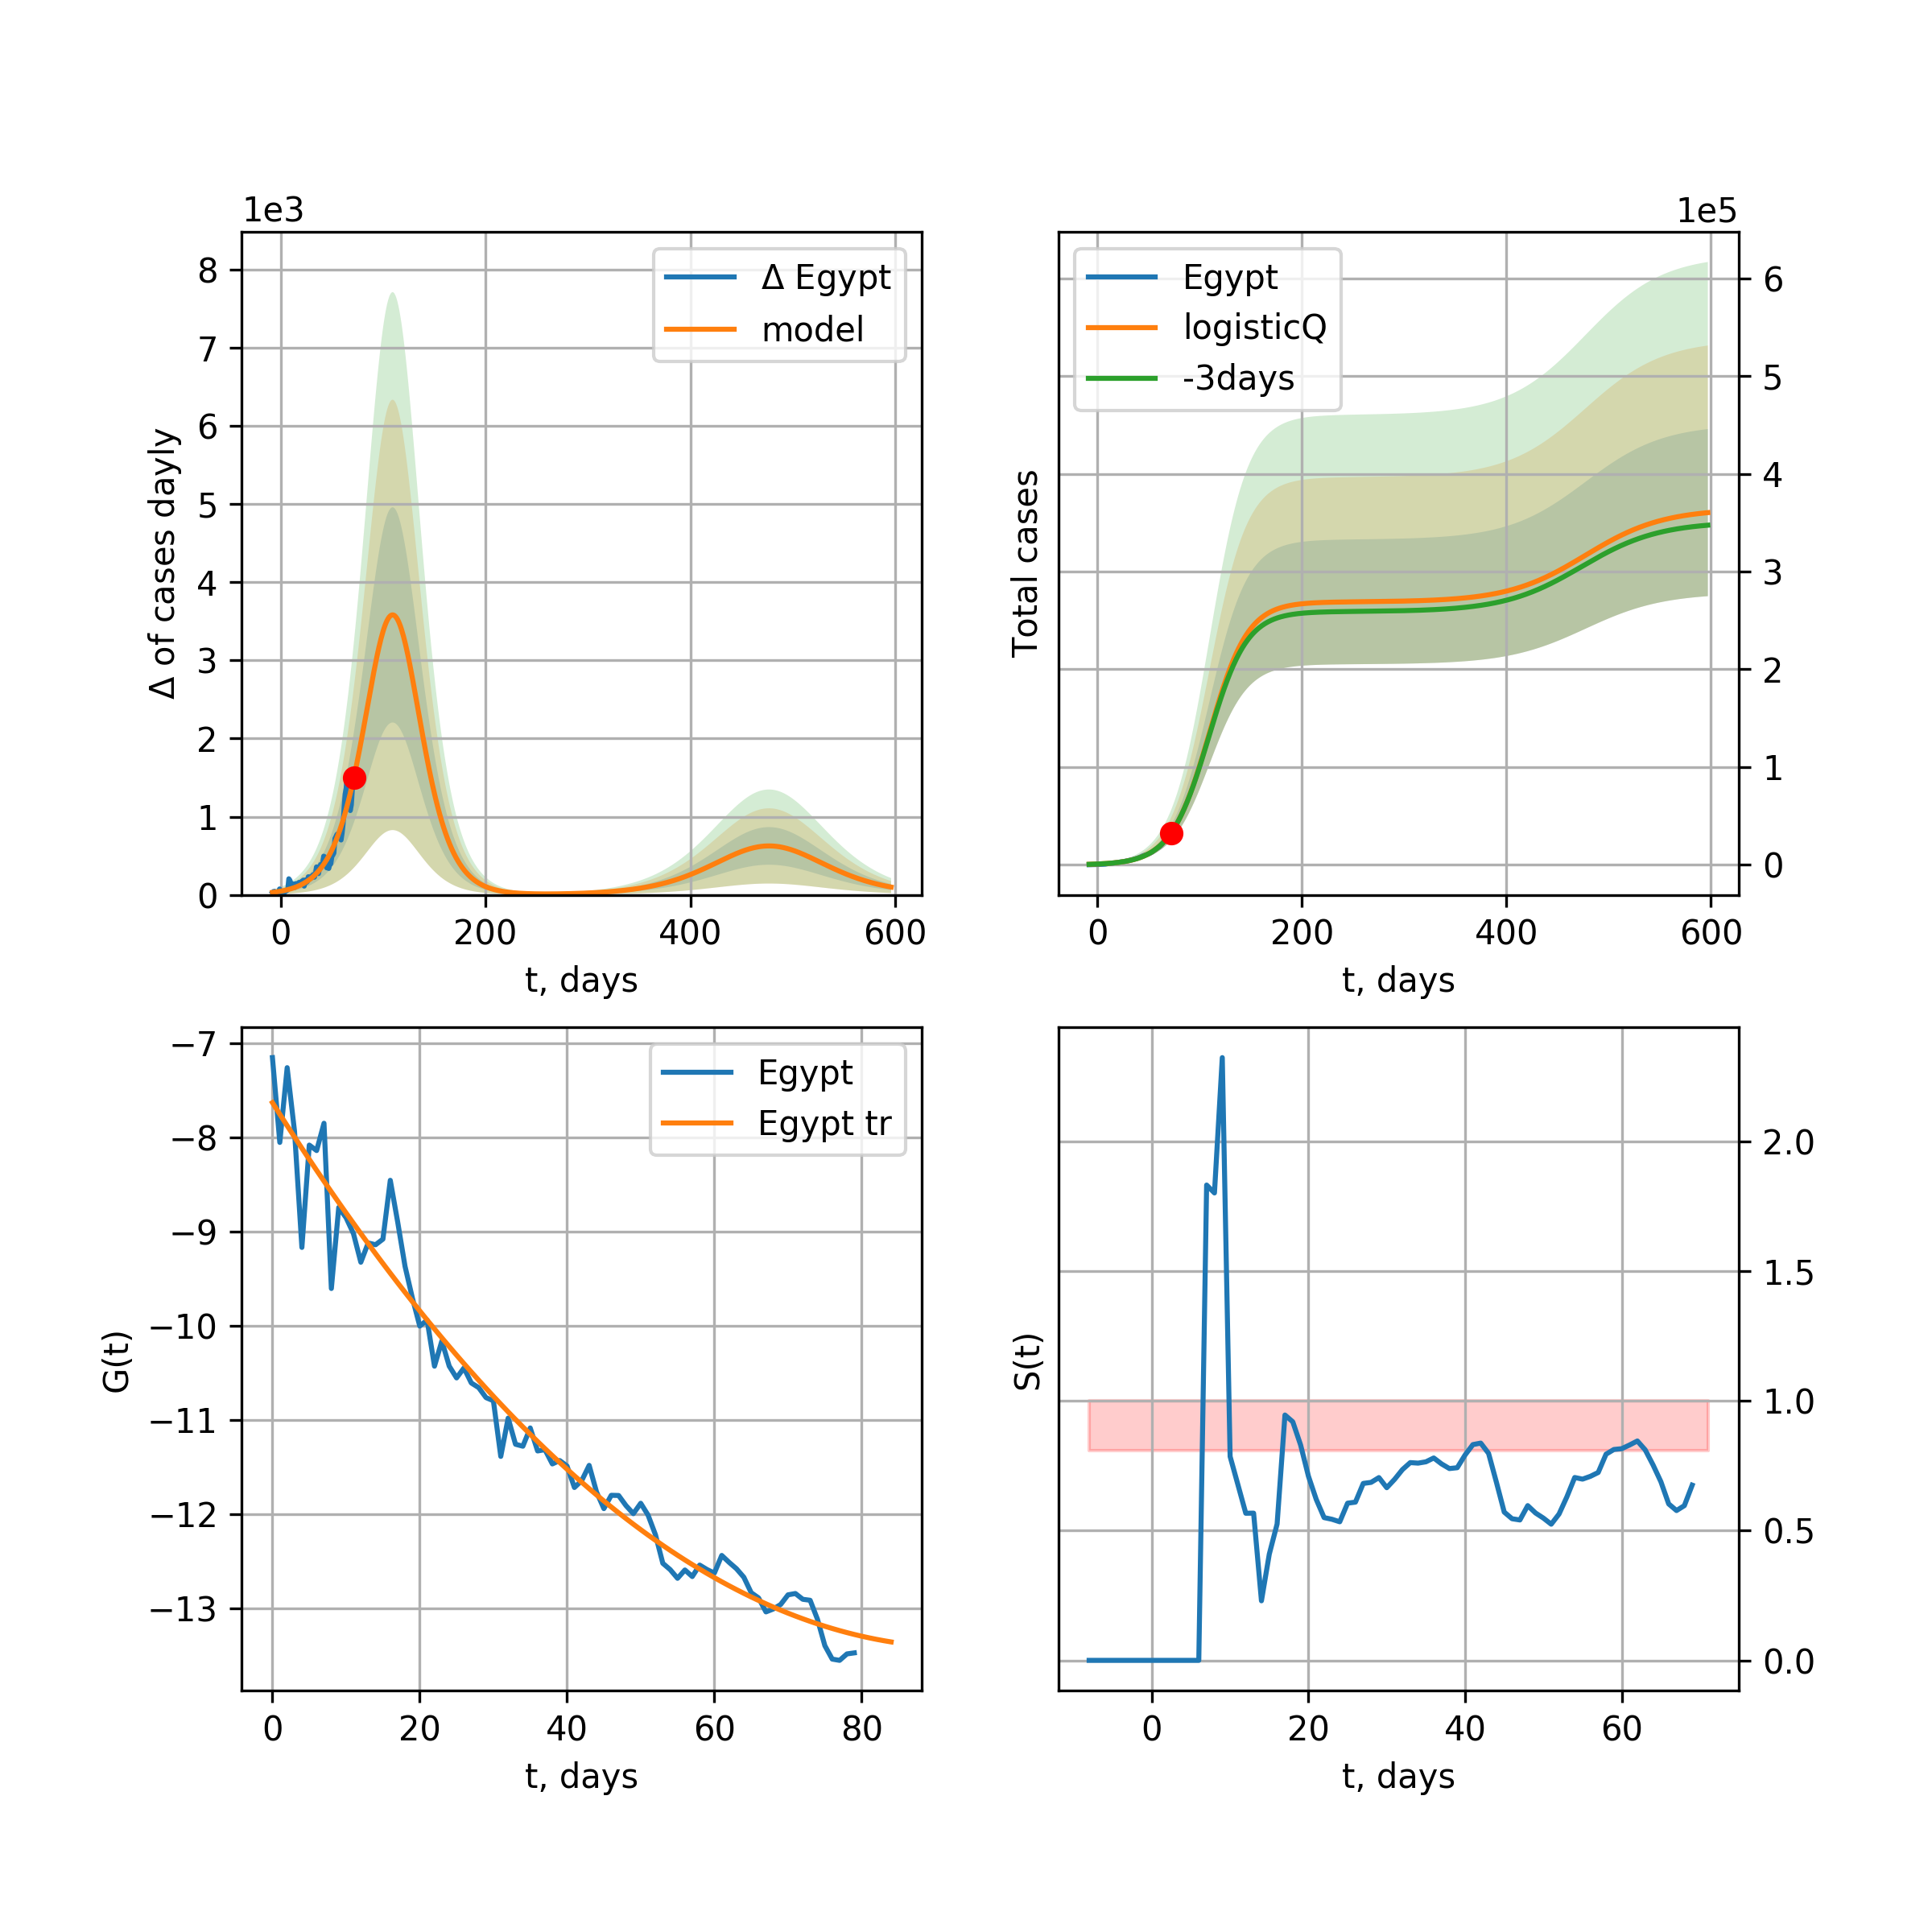 1e3
8
7
6
5
4
3
2
1
0
Δ of cases dayly
Δ Egypt
model
0 200 400 600
t, days
1e5
6
5
4
3
2
1
0
Total cases
Egypt
logisticQ
-3days
0 200 400 600
t, days
−7
−8
−9
−10
−11
−12
−13
G(t)
Egypt
Egypt tr
0 20 40 60 80
t, days
2.0
1.5
1.0
0.5
0.0
S(t)
0 20 40 60
t, days